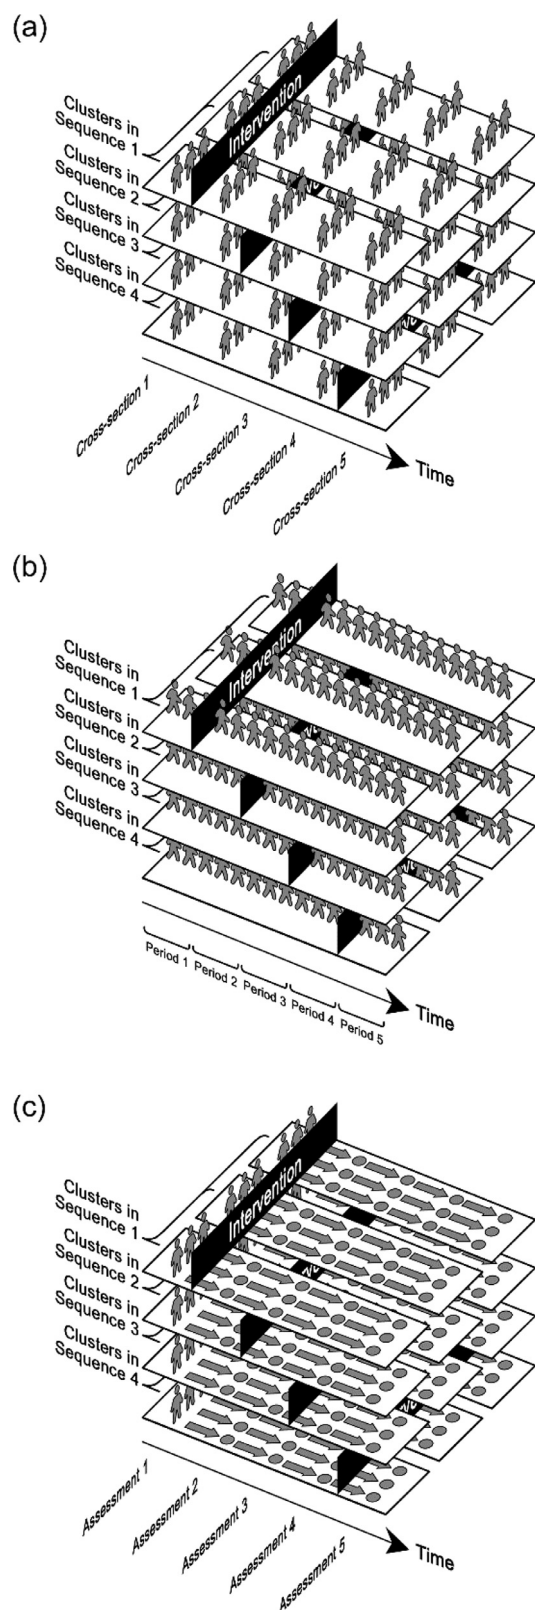 (a)
Intervention
Clusters in
Sequence 1
Clusters in
Sequence 2
Clusters in
Sequence 3
Clusters in
Sequence 4
Cross-section 1
Cross-section 2
Cross-section 3
Cross-section 4
Cross-section 5
Time
(b)
Intervention
Clusters in
Sequence 1
Clusters in
Sequence 2
Clusters in
Sequence 3
Clusters in
Sequence 4
Period 1
Period 2
Period 3
Period 4
Period 5
Time
(c)
Intervention
Clusters in
Sequence 1
Clusters in
Sequence 2
Clusters in
Sequence 3
Clusters in
Sequence 4
Assessment 1
Assessment 2
Assessment 3
Assessment 4
Assessment 5
Time